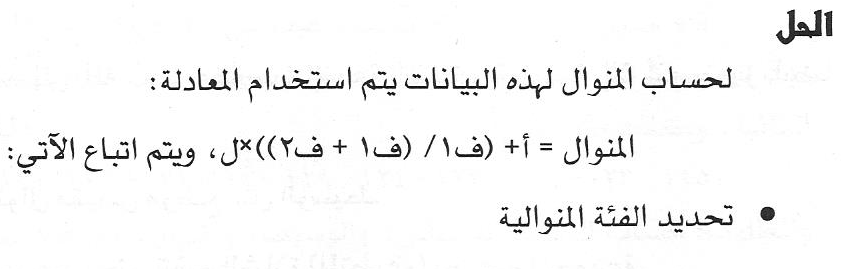 الحل
لحساب المنوال لهذه البيانات يتم استخدام المعادلة:
المنوال = أ+ (ف١/ (ف١ + ف٢))×ل، ويتم اتباع الآتي:
• تحديد الفئة المنوالية